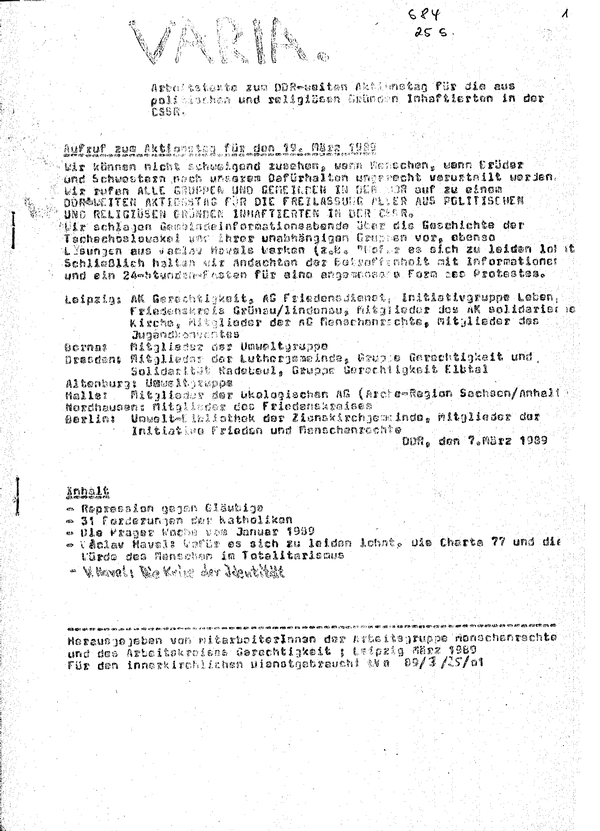 684
25 S.
1
VARIA.
Arbeitstexte zum DDR-weiten Aktionstag für die aus
politischen und religiösen Gründen Inhaftierten in der
CSSR.
Aufruf zum Aktionstag für den 19. März 1989
Wir können nicht schweigend zusehen, wenn Menschen, wenn Brüder
und Schwestern nach unserem Dafürhalten ungerecht verurteilt werden.
Wir rufen ALLE GRUPPEN UND GEMEINDEN IN DER DDR auf zu einem
DDR-WEITEN AKTIONSTAG FÜR DIE FREILASSUNG ALLER AUS POLITISCHEN
UND RELIGIÖSEN GRÜNDEN INHAFTIERTEN IN DER CSSR.
Wir schlagen Gemeindeinformationsabende über die Geschichte der
Tschechoslowakei und ihrer unabhängigen Gruppen vor, ebenso
Lesungen aus Vaclav Havels Werken (z.B. "Wofür es sich zu leiden lohnt
Schließlich halten wir Andachten der Betroffenheit mit Informationen
und ein 24-Stunden-Fasten für eine angemessene Form des Protestes.
Leipzig: AK Gerechtigkeit, AG Friedensdienst, Initiativgruppe Leben,
Friedenskreis Grünau/Lindenau, Mitglieder des AK Solidarische
Kirche, Mitglieder der AG Menschenrechte, Mitglieder des
Jugendkonventes
Borna: Mitglieder der Umweltgruppe
Dresden: Mitglieder der Luthergemeinde, Gruppe Gerechtigkeit und
Solidarität Radebeul, Gruppe Gerechtigkeit Elbtal
Altenburg: Umweltgruppe
Halle: Mitglieder der ökologischen AG (Arche-Region Sachsen/Anhalt
Nordhausen: Mitglieder des Friedenskreises
Berlin: Umwelt-Bibliothek der Zionskirchgemeinde, Mitglieder der
Initiative Frieden und Menschenrechte
DDR, den 7.März 1989
Inhalt
- Repression gegen Gläubige
- 31 Forderungen der Katholiken
- Die Prager Woche vom Januar 1989
- Václav Havel: Wofür es sich zu leiden lohnt. Die Charta 77 und die
Würde des Menschen im Totalitarismus
- V. Havel: Die Krise der Identität
Herausgegeben von MitarbeiterInnen der Arbeitsgruppe Menschenrechte
und des Arbeitskreises Gerechtigkeit ; Leipzig März 1989
Für den innerkirchlichen Dienstgebrauch! 89/3/25/01